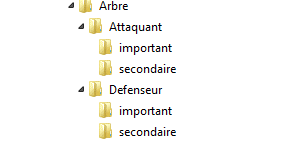 Arbre
Attaquant
important
secondaire
Defenseur
important
secondaire